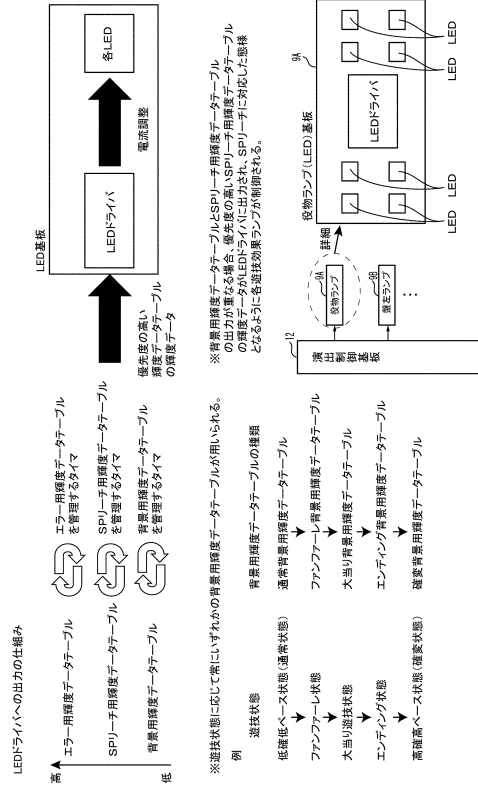 LEDドライバへの出力の仕組み
高
低
エラー用輝度データテーブル
SPリーチ用輝度データテーブル
背景用輝度データテーブル
エラー用輝度データテーブル
を管理するタイマ
SPリーチ用輝度データテーブル
を管理するタイマ
背景用輝度データテーブル
を管理するタイマ
優先度の高い
輝度データテーブル
の輝度データ
LED基板
LEDドライバ
電流調整
各LED
※遊技状態に応じて常にいずれかの背景用輝度データテーブルが用いられる。
例
遊技状態
背景用輝度データテーブルの種類
低確低ベース状態(通常状態)
通常背景用輝度データテーブル
ファンファーレ状態
ファンファーレ背景用輝度データテーブル
大当り遊技状態
大当り背景用輝度データテーブル
エンディング状態
エンディング背景用輝度データテーブル
高確高ベース状態(確変状態)
確変背景用輝度データテーブル
※背景用輝度データテーブルとSPリーチ用輝度データテーブル
の出力が重なる場合、優先度の高いSPリーチ用輝度データテーブル
の輝度データがLEDドライバに出力され、SPリーチに対応した態様
となるように各遊技効果ランプが制御される。
12
演出制御
基板
9A
役物ランプ
9B
盤左ランプ
⋮
詳細
役物ランプ(LED)基板
9A
LEDドライバ
LED
LED
LED
LED